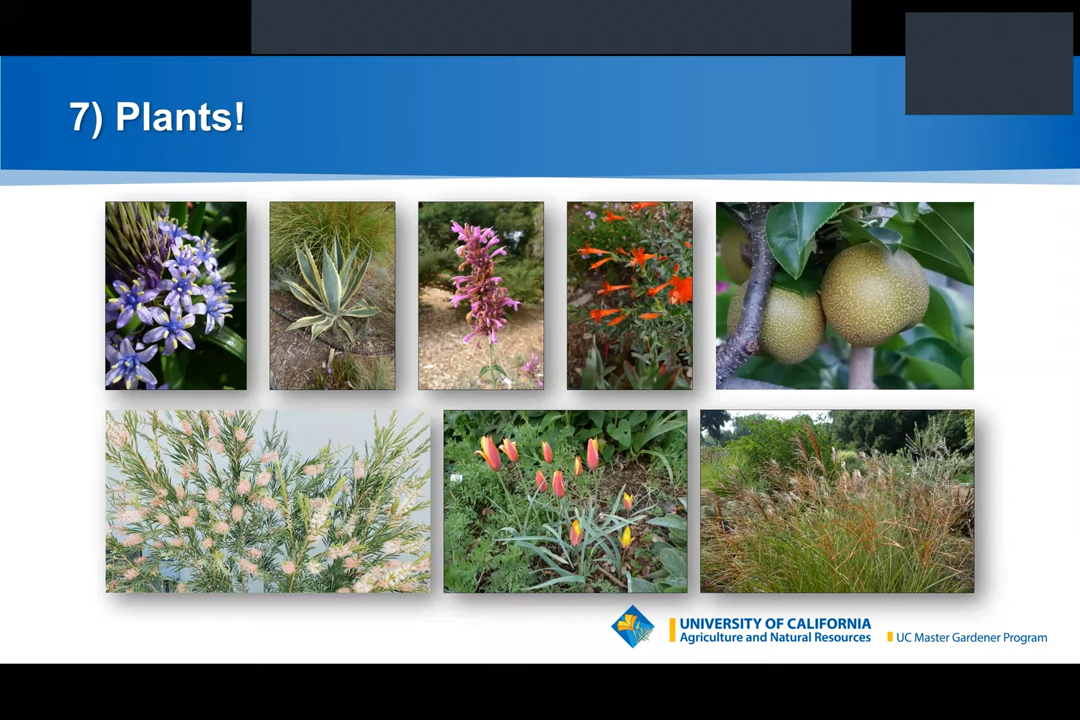 7) Plants!
UNIVERSITY OF CALIFORNIA
Agriculture and Natural Resources
UC Master Gardener Program